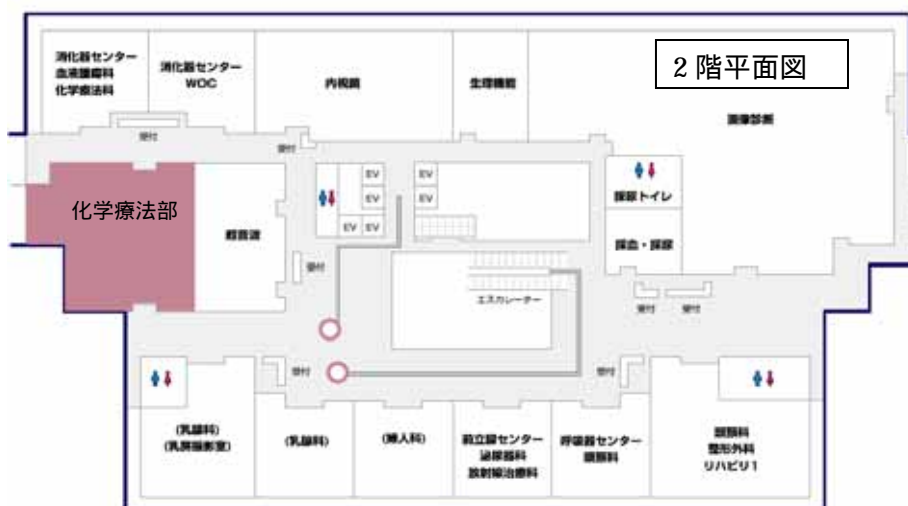 2階平面図
消化器センター
血液腫瘍科
化学療法科
消化器センター
WOC
内視鏡
生理機能
画像診断
受付
受付
化学療法部
超音波
EV
EV
EV
EV
EV
EV
採尿トイレ
採血・採尿
受付
エスカレーター
受付
受付
受付
受付
(乳腺科)
(乳房撮影室)
(乳腺科)
(婦人科)
前立腺センター
泌尿器科
放射線治療科
呼吸器センター
頭頸科
整形外科
リハビリ1